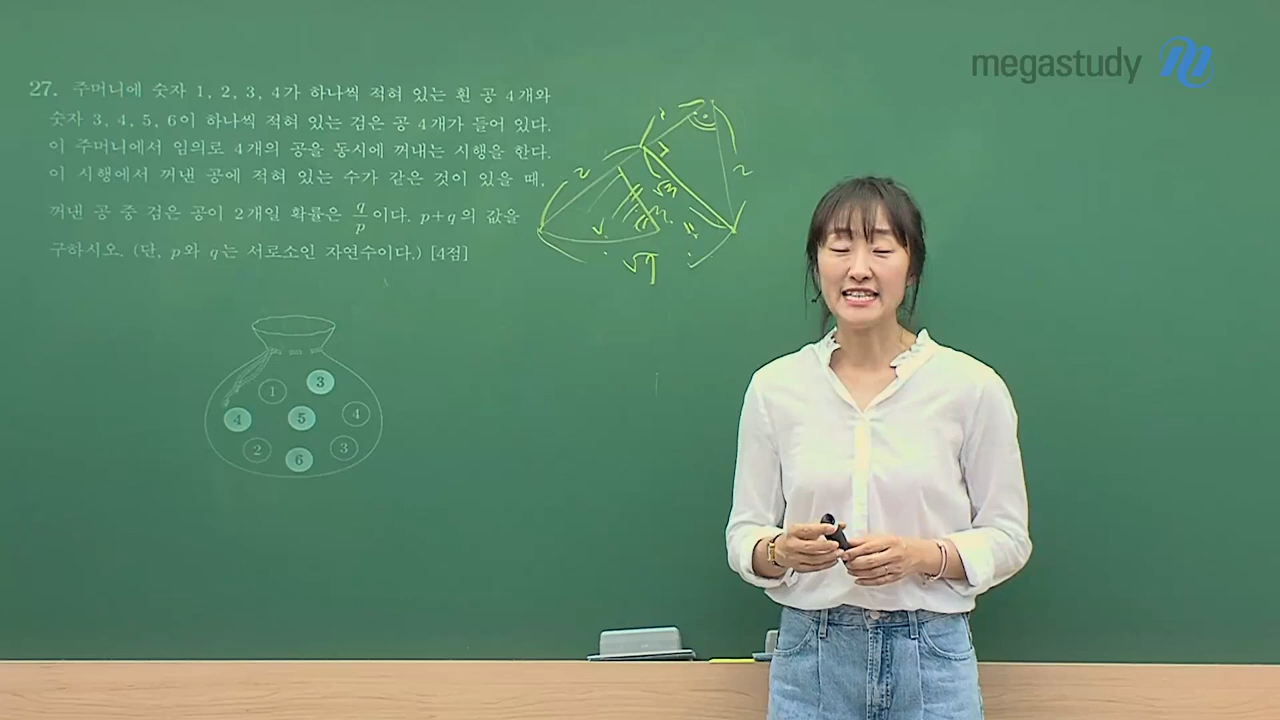 megastudy
27. 주머니에 숫자 1, 2, 3, 4가 하나씩 적혀 있는 흰 공 4개와
숫자 3, 4, 5, 6이 하나씩 적혀 있는 검은 공 4개가 들어 있다.
이 주머니에서 임의로 4개의 공을 동시에 꺼내는 시행을 한다.
이 시행에서 꺼낸 공에 적혀 있는 수가 같은 것이 있을 때,
꺼낸 공 중 검은 공이 2개일 확률은 q/p이다. p+q의 값을
구하시오. (단, p와 q는 서로소인 자연수이다.) [4점]
2
√3
2
√7
1
3
4
5
4
2
6
3